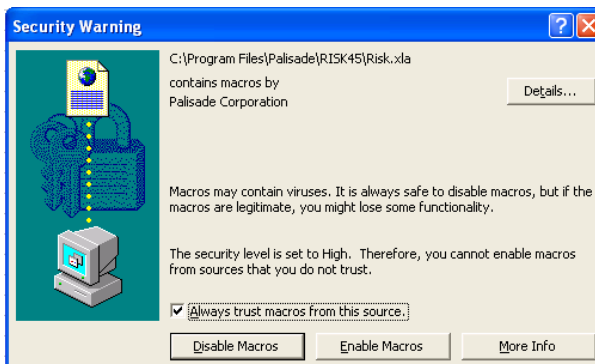 Security Warning
C:\Program Files\Palisade\RISK45\Risk.xla
contains macros by
Palisade Corporation
Details...
Macros may contain viruses. It is always safe to disable macros, but if the
macros are legitimate, you might lose some functionality.
The security level is set to High. Therefore, you cannot enable macros
from sources that you do not trust.
Always trust macros from this source.
Disable Macros
Enable Macros
More Info